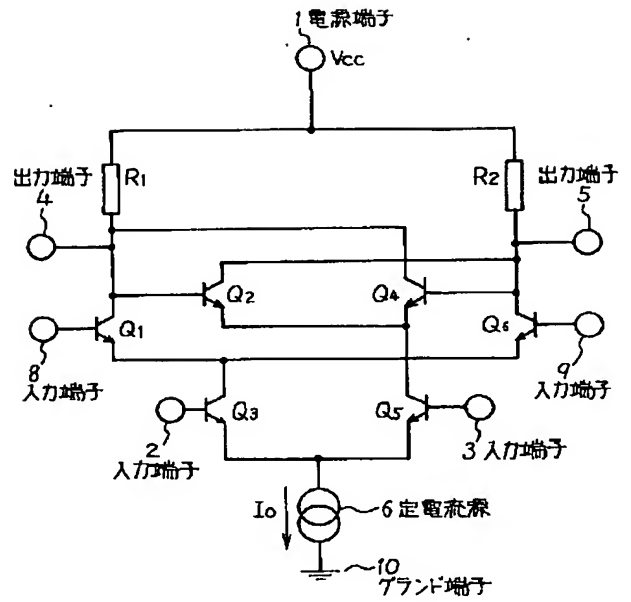 1 電源端子
Vcc
出力端子
4
R1
R2
出力端子
5
Q2
Q4
Q1
Q6
8
入力端子
9
入力端子
Q3
Q5
2
入力端子
3 入力端子
Io
6 定電流源
10
グランド端子